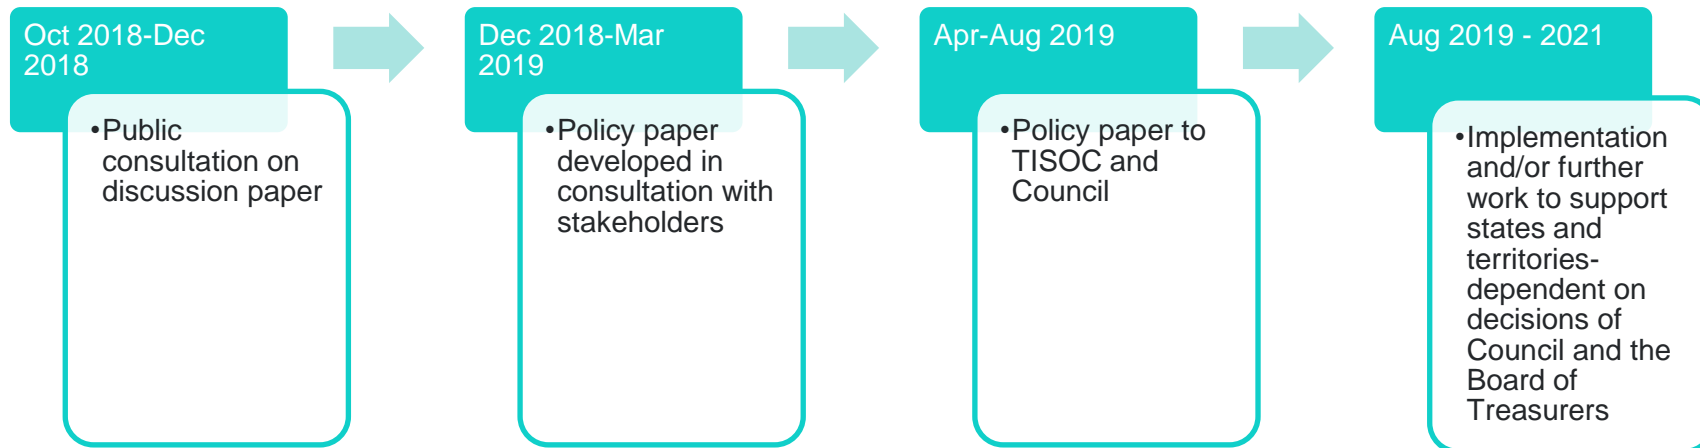 Oct 2018-Dec
2018
•Public
consultation on
discussion paper
Dec 2018-Mar
2019
•Policy paper
developed in
consultation with
stakeholders
Apr-Aug 2019
•Policy paper to
TISOC and
Council
Aug 2019 - 2021
•Implementation
and/or further
work to support
states and
territories-
dependent on
decisions of
Council and the
Board of
Treasurers